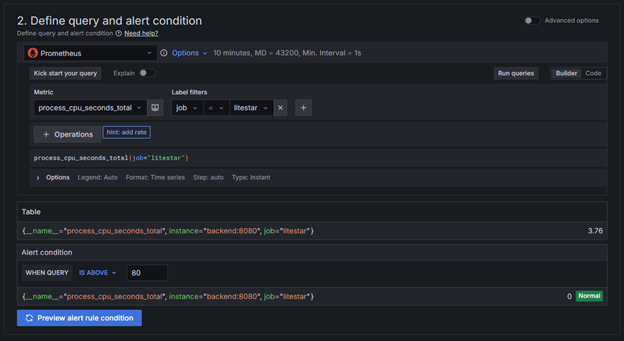 2. Define query and alert condition
Advanced options
Define query and alert condition Need help?
Prometheus Options 10 minutes, MD = 43200, Min. Interval = 1s
Kick start your query Explain Run queries Builder Code
Metric Label filters
process_cpu_seconds_total job = litestar
+ Operations hint: add rate
process_cpu_seconds_total{job="litestar"}
Options Legend: Auto Format: Time series Step: auto Type: Instant
Table
{__name__="process_cpu_seconds_total", instance="backend:8080", job="litestar"} 3.76
Alert condition
WHEN QUERY IS ABOVE 80
{__name__="process_cpu_seconds_total", instance="backend:8080", job="litestar"} 0 Normal
Preview alert rule condition